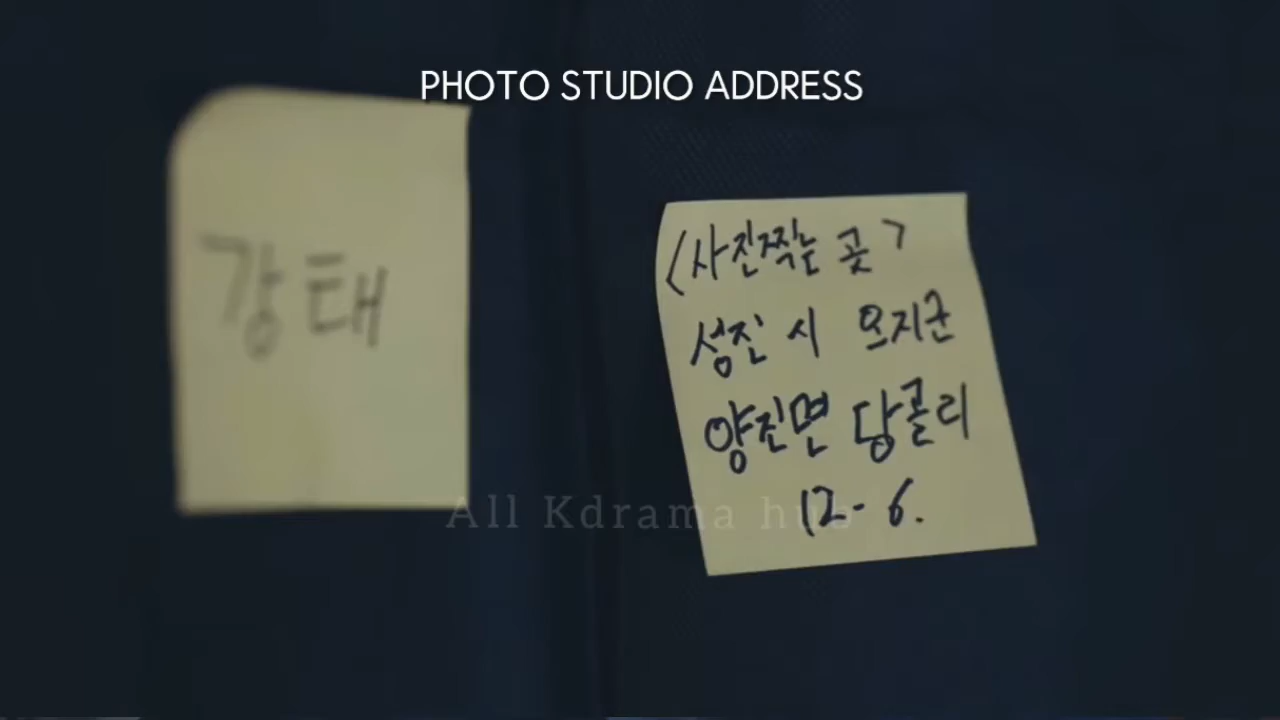 PHOTO STUDIO ADDRESS
강태
<사진찍는 곳>
성진시 오지군
양진면 당골리
12-6.
All Kdrama hub